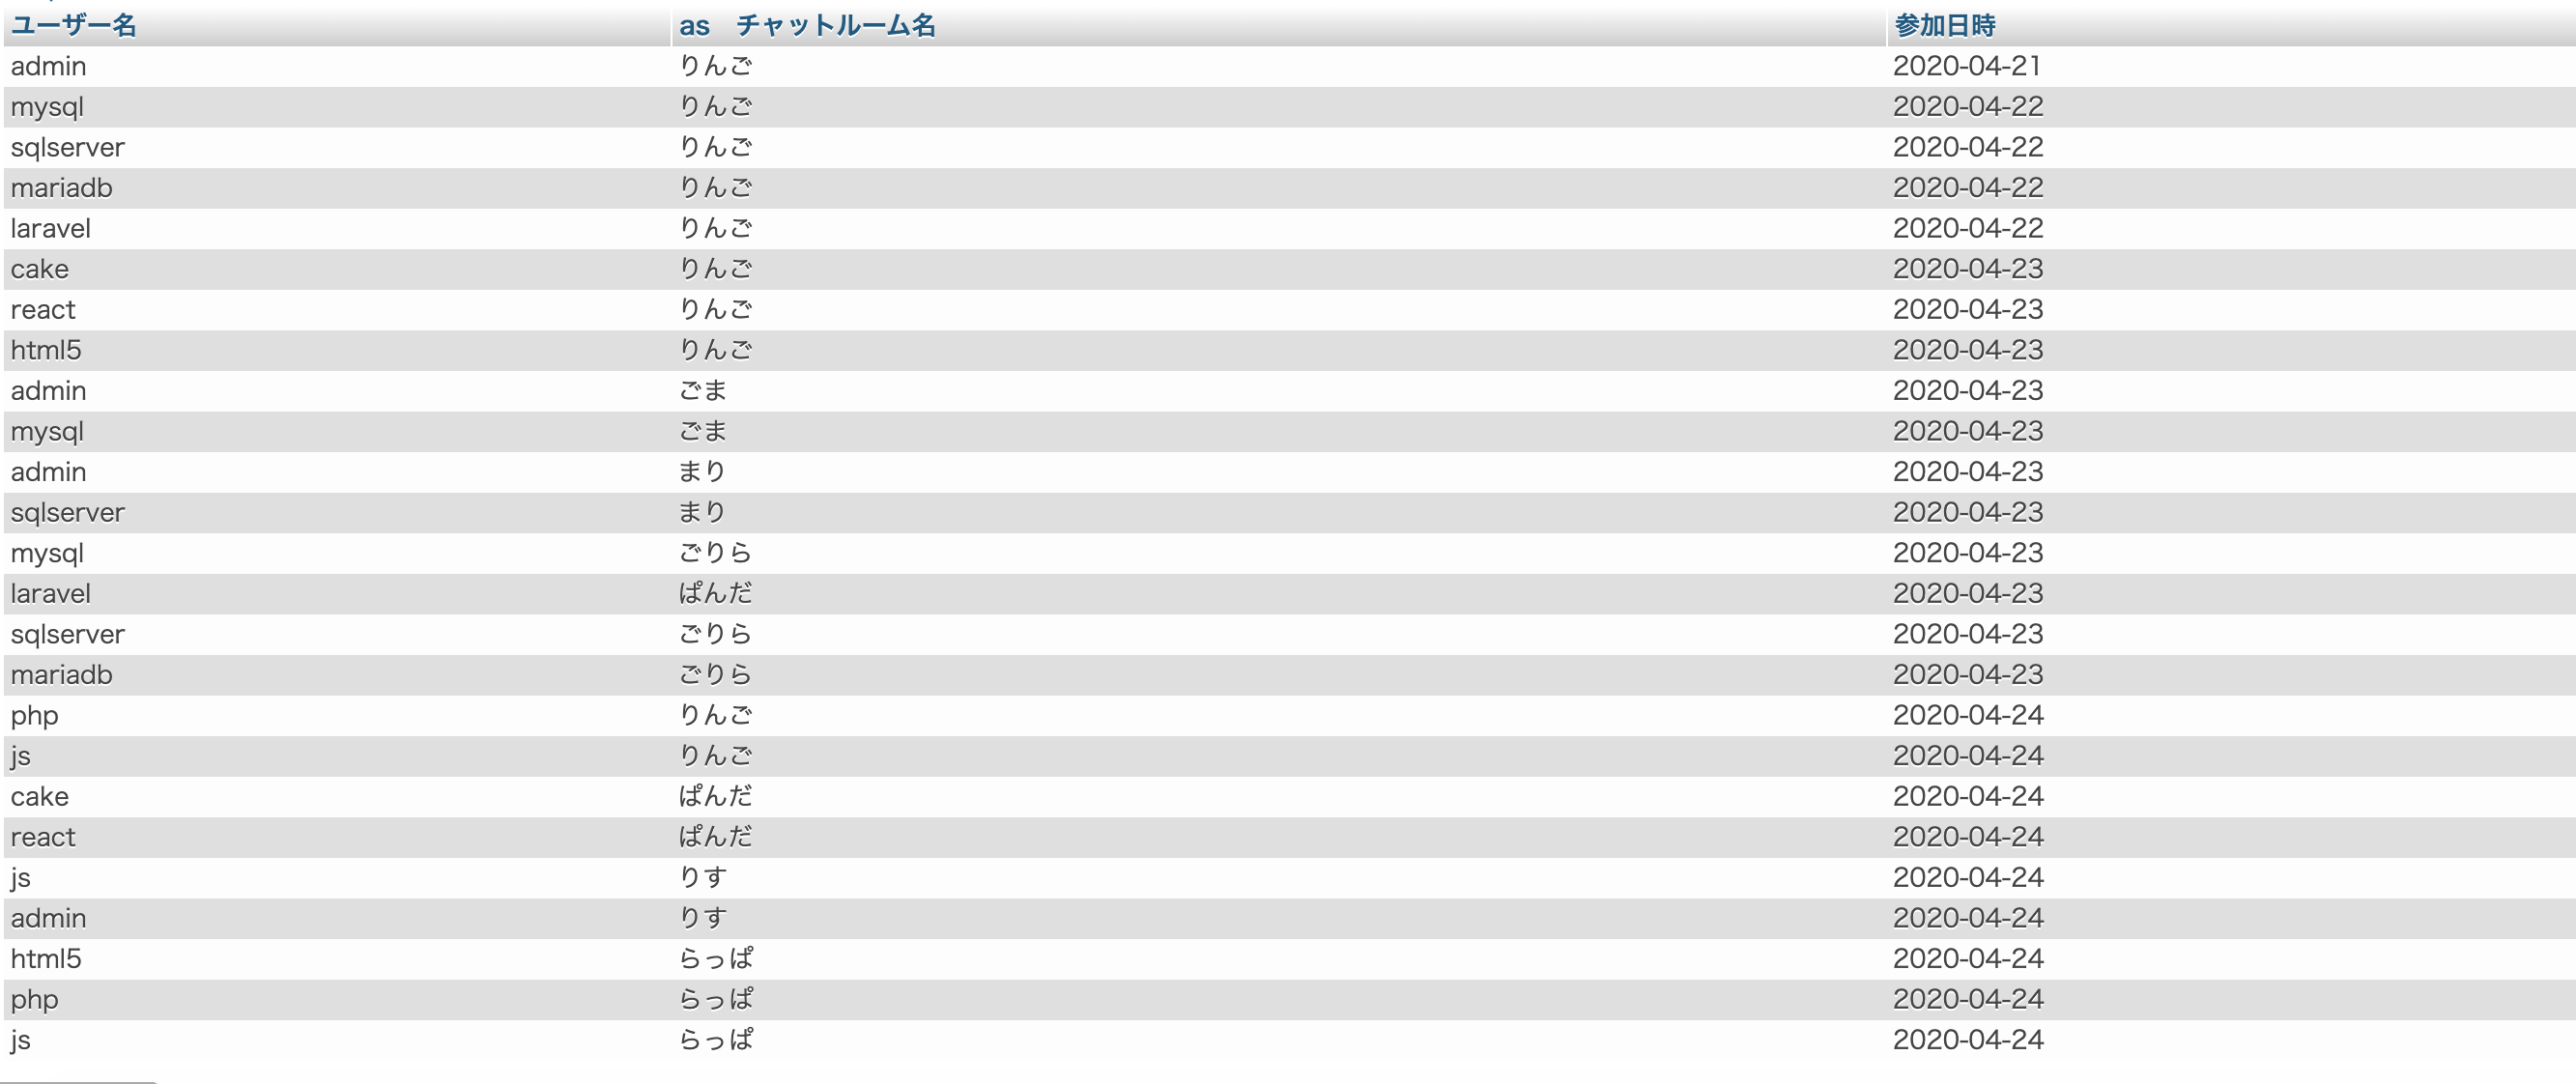 ユーザー名 as　チャットルーム名 参加日時
admin りんご 2020-04-21
mysql りんご 2020-04-22
sqlserver りんご 2020-04-22
mariadb りんご 2020-04-22
laravel りんご 2020-04-22
cake りんご 2020-04-23
react りんご 2020-04-23
html5 りんご 2020-04-23
admin ごま 2020-04-23
mysql ごま 2020-04-23
admin まり 2020-04-23
sqlserver まり 2020-04-23
mysql ごりら 2020-04-23
laravel ぱんだ 2020-04-23
sqlserver ごりら 2020-04-23
mariadb ごりら 2020-04-23
php りんご 2020-04-24
js りんご 2020-04-24
cake ぱんだ 2020-04-24
react ぱんだ 2020-04-24
js りす 2020-04-24
admin りす 2020-04-24
html5 らっぱ 2020-04-24
php らっぱ 2020-04-24
js らっぱ 2020-04-24